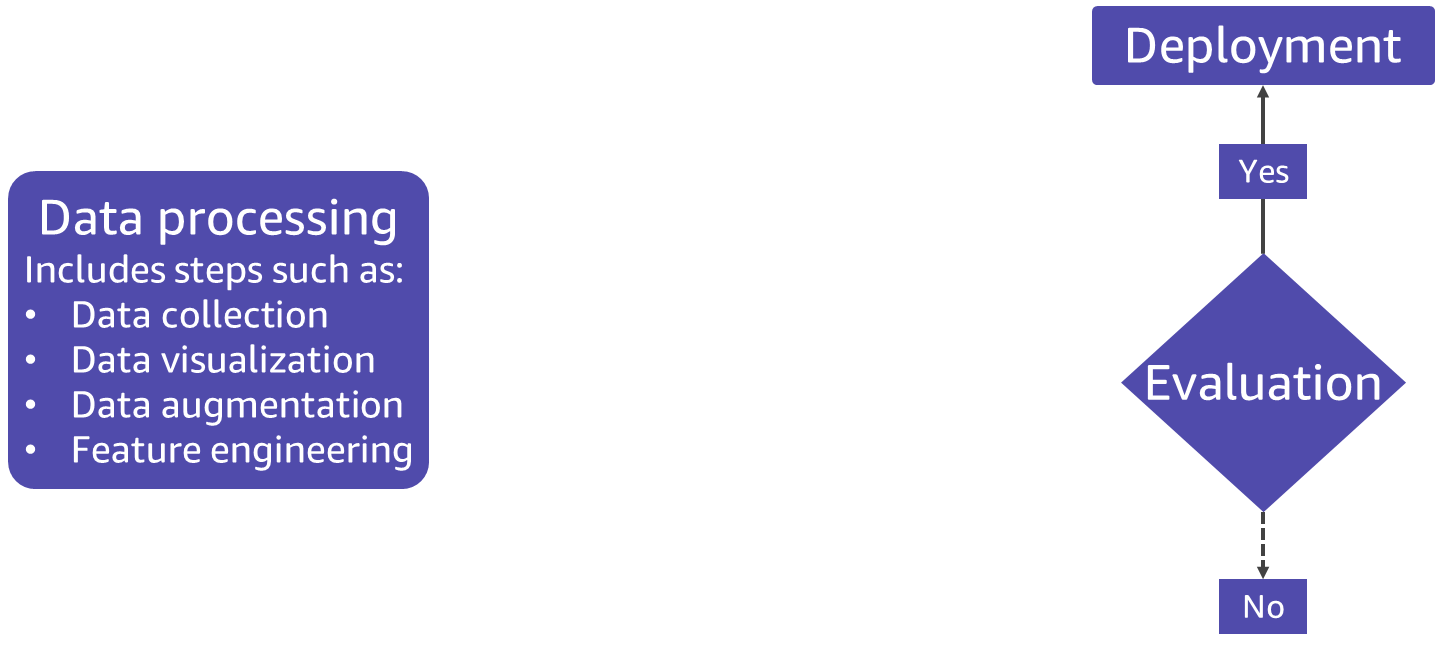 Deployment
Yes
Data processing
Includes steps such as:
• Data collection
• Data visualization
• Data augmentation
• Feature engineering
Evaluation
No